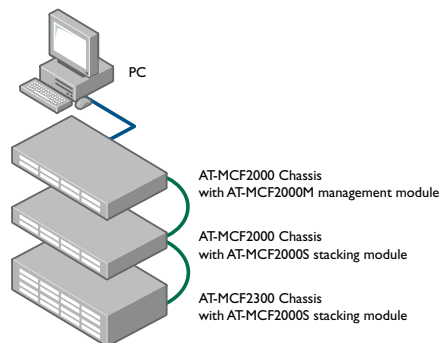 PC
AT-MCF2000 Chassis
with AT-MCF2000M management module
AT-MCF2000 Chassis
with AT-MCF2000S stacking module
AT-MCF2300 Chassis
with AT-MCF2000S stacking module